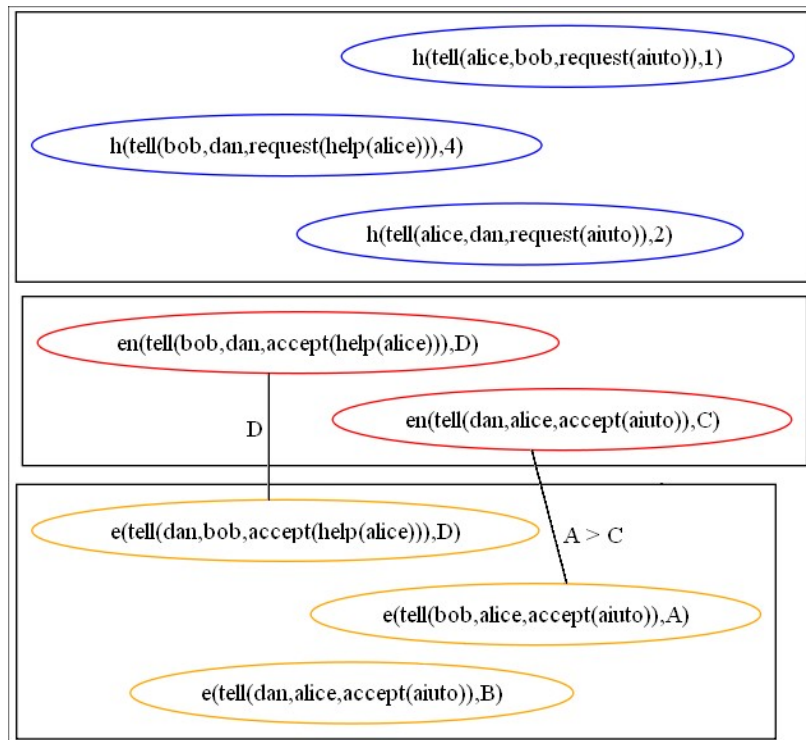 h(tell(alice,bob,request(aiuto)),1)
h(tell(bob,dan,request(help(alice))),4)
h(tell(alice,dan,request(aiuto)),2)
en(tell(bob,dan,accept(help(alice))),D)
en(tell(dan,alice,accept(aiuto)),C)
D
e(tell(dan,bob,accept(help(alice))),D)
A > C
e(tell(bob,alice,accept(aiuto)),A)
e(tell(dan,alice,accept(aiuto)),B)